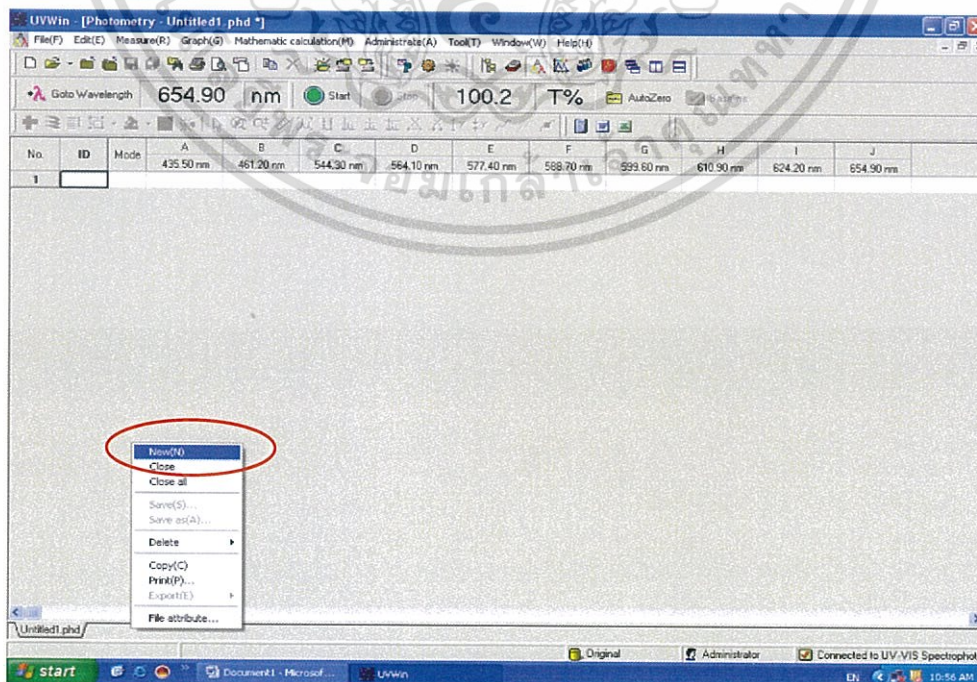 UVWin - [Photometry - Untitled1.phd *]
File(F) Edit(E) Measure(R) Graph(G) Mathematic calculation(M) Administrate(A) Tool(T) Window(W) Help(H)
Goto Wavelength 654.90 nm Start Stop 100.2 T% AutoZero Baseline
No. ID Mode A B C D E F G H I J
435.50 nm 461.20 nm 544.30 nm 564.10 nm 577.40 nm 588.70 nm 599.60 nm 610.90 nm 624.20 nm 654.90 nm
1
New(N)
Close
Close all
Save(S)...
Save as(A)...
Delete
Copy(C)
Print(P)...
Export(E)
File attribute...
Untitled1.phd
Original Administrator Connected to UV-VIS Spectrophot
start Document1 - Microsof... UVWin EN 10:56 AM